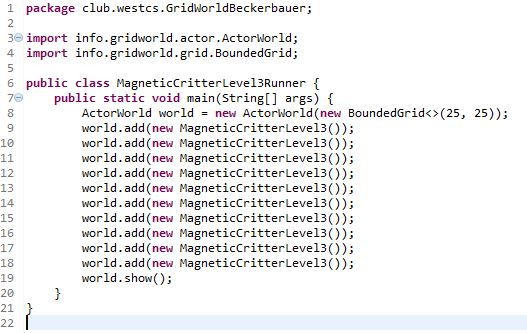 1 package club.westcs.GridWorldBeckerbauer;
2
3 import info.gridworld.actor.ActorWorld;
4 import info.gridworld.grid.BoundedGrid;
5
6 public class MagneticCritterLevel3Runner {
7 public static void main(String[] args) {
8 ActorWorld world = new ActorWorld(new BoundedGrid<>(25, 25));
9 world.add(new MagneticCritterLevel3());
10 world.add(new MagneticCritterLevel3());
11 world.add(new MagneticCritterLevel3());
12 world.add(new MagneticCritterLevel3());
13 world.add(new MagneticCritterLevel3());
14 world.add(new MagneticCritterLevel3());
15 world.add(new MagneticCritterLevel3());
16 world.add(new MagneticCritterLevel3());
17 world.add(new MagneticCritterLevel3());
18 world.add(new MagneticCritterLevel3());
19 world.show();
20 }
21 }
22